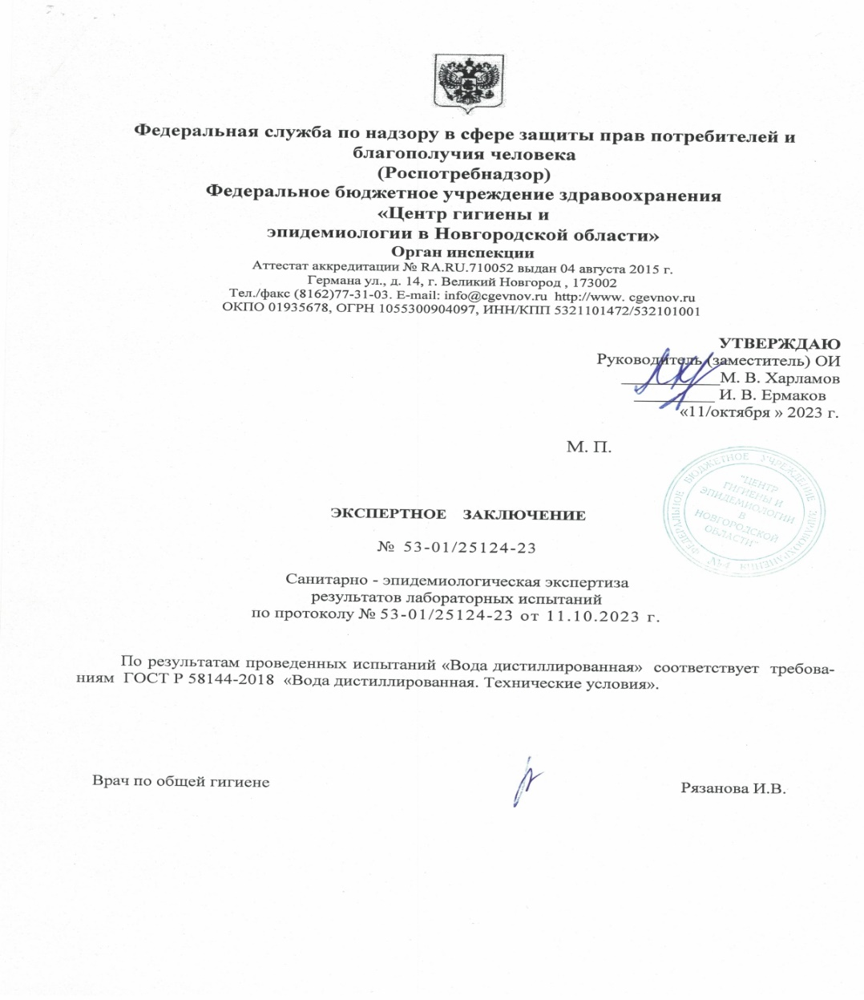 Федеральная служба по надзору в сфере защиты прав потребителей и
благополучия человека
(Роспотребнадзор)
Федеральное бюджетное учреждение здравоохранения
«Центр гигиены и
эпидемиологии в Новгородской области»
Орган инспекции
Аттестат аккредитации № RA.RU.710052 выдан 04 августа 2015 г.
Германа ул., д. 14, г. Великий Новгород , 173002
Тел./факс (8162)77-31-03. E-mail: info@cgevnov.ru http://www. cgevnov.ru
ОКПО 01935678, ОГРН 1055300904097, ИНН/КПП 5321101472/532101001
УТВЕРЖДАЮ
Руководитель (заместитель) ОИ
М. В. Харламов
И. В. Ермаков
«11/октября » 2023 г.
М. П.
ФЕДЕРАЛЬНОЕ БЮДЖЕТНОЕ УЧРЕЖДЕНИЕ ЗДРАВООХРАНЕНИЯ №4
"ЦЕНТР
ГИГИЕНЫ И
ЭПИДЕМИОЛОГИИ
В
НОВГОРОДСКОЙ
ОБЛАСТИ"
ЭКСПЕРТНОЕ ЗАКЛЮЧЕНИЕ
№ 53-01/25124-23
Санитарно - эпидемиологическая экспертиза
результатов лабораторных испытаний
по протоколу № 53-01/25124-23 от 11.10.2023 г.
По результатам проведенных испытаний «Вода дистиллированная» соответствует требова-
ниям ГОСТ Р 58144-2018 «Вода дистиллированная. Технические условия».
Врач по общей гигиене
Рязанова И.В.